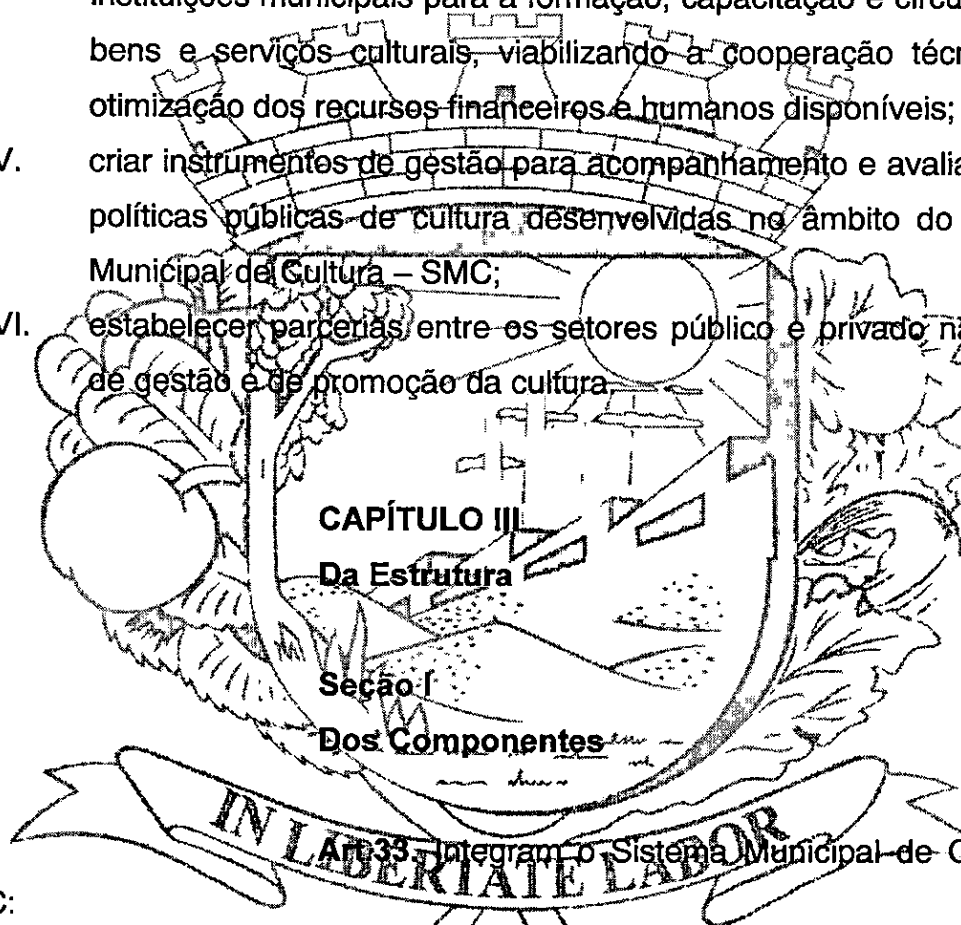 instituições municipais para a formação, capacitação e circu
bens e serviços culturais, viabilizando a cooperação técn
otimização dos recursos financeiros e humanos disponíveis;
V. criar instrumentos de gestão para acompanhamento e avalia
políticas públicas de cultura desenvolvidas no âmbito do
Municipal de Cultura – SMC;
VI. estabelecer parcerias entre os setores público e privado na
de gestão e de promoção da cultura.
CAPÍTULO III
Da Estrutura
Seção I
Dos Componentes
Art.33. Integram o Sistema Municipal de C
C:
IN LIBERTATE LABOR